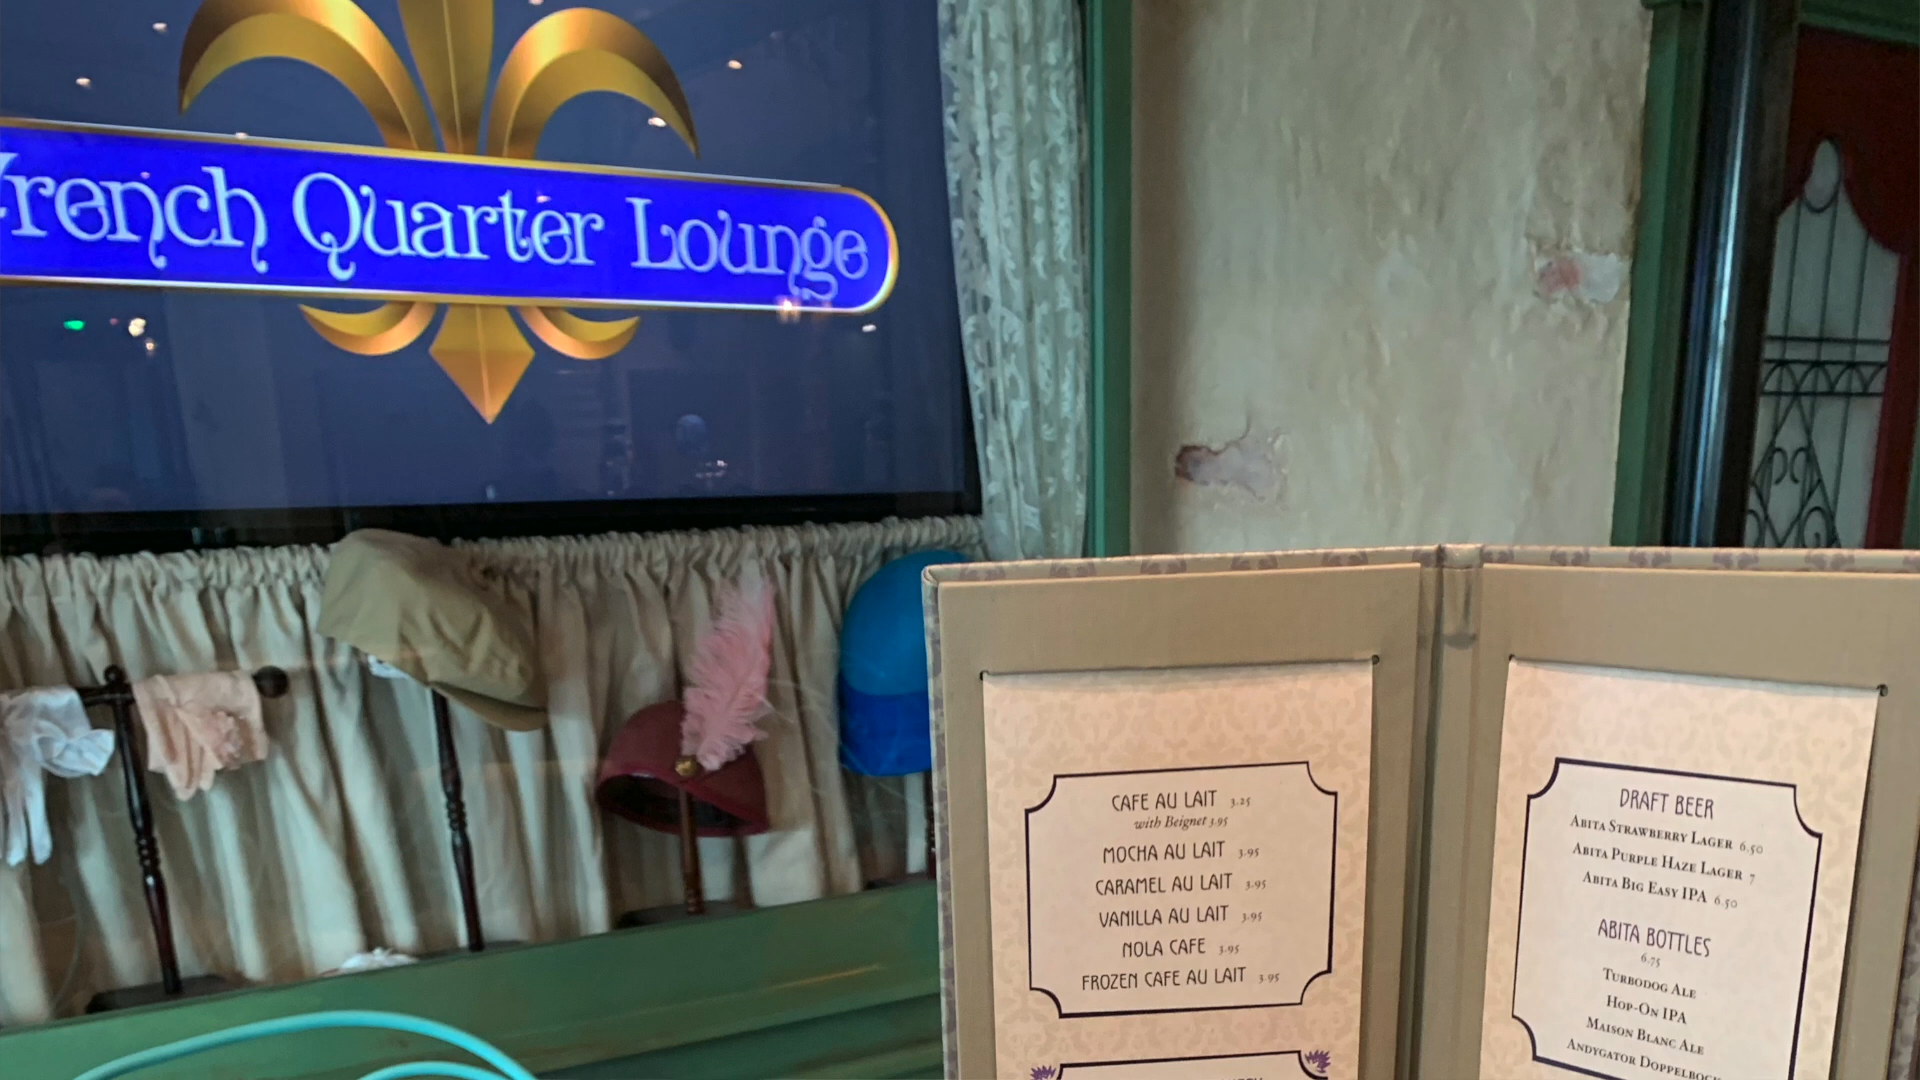 French Quarter Lounge
CAFE AU LAIT 3.25
with Beignet 3.95
MOCHA AU LAIT 3.95
CARAMEL AU LAIT 3.95
VANILLA AU LAIT 3.95
NOLA CAFE 3.95
FROZEN CAFE AU LAIT 3.95
DRAFT BEER
ABITA STRAWBERRY LAGER 6.50
ABITA PURPLE HAZE LAGER 7
ABITA BIG EASY IPA 6.50
ABITA BOTTLES
6.75
TURBODOG ALE
HOP-ON IPA
MAISON BLANC ALE
ANDYGATOR DOPPELBOCK